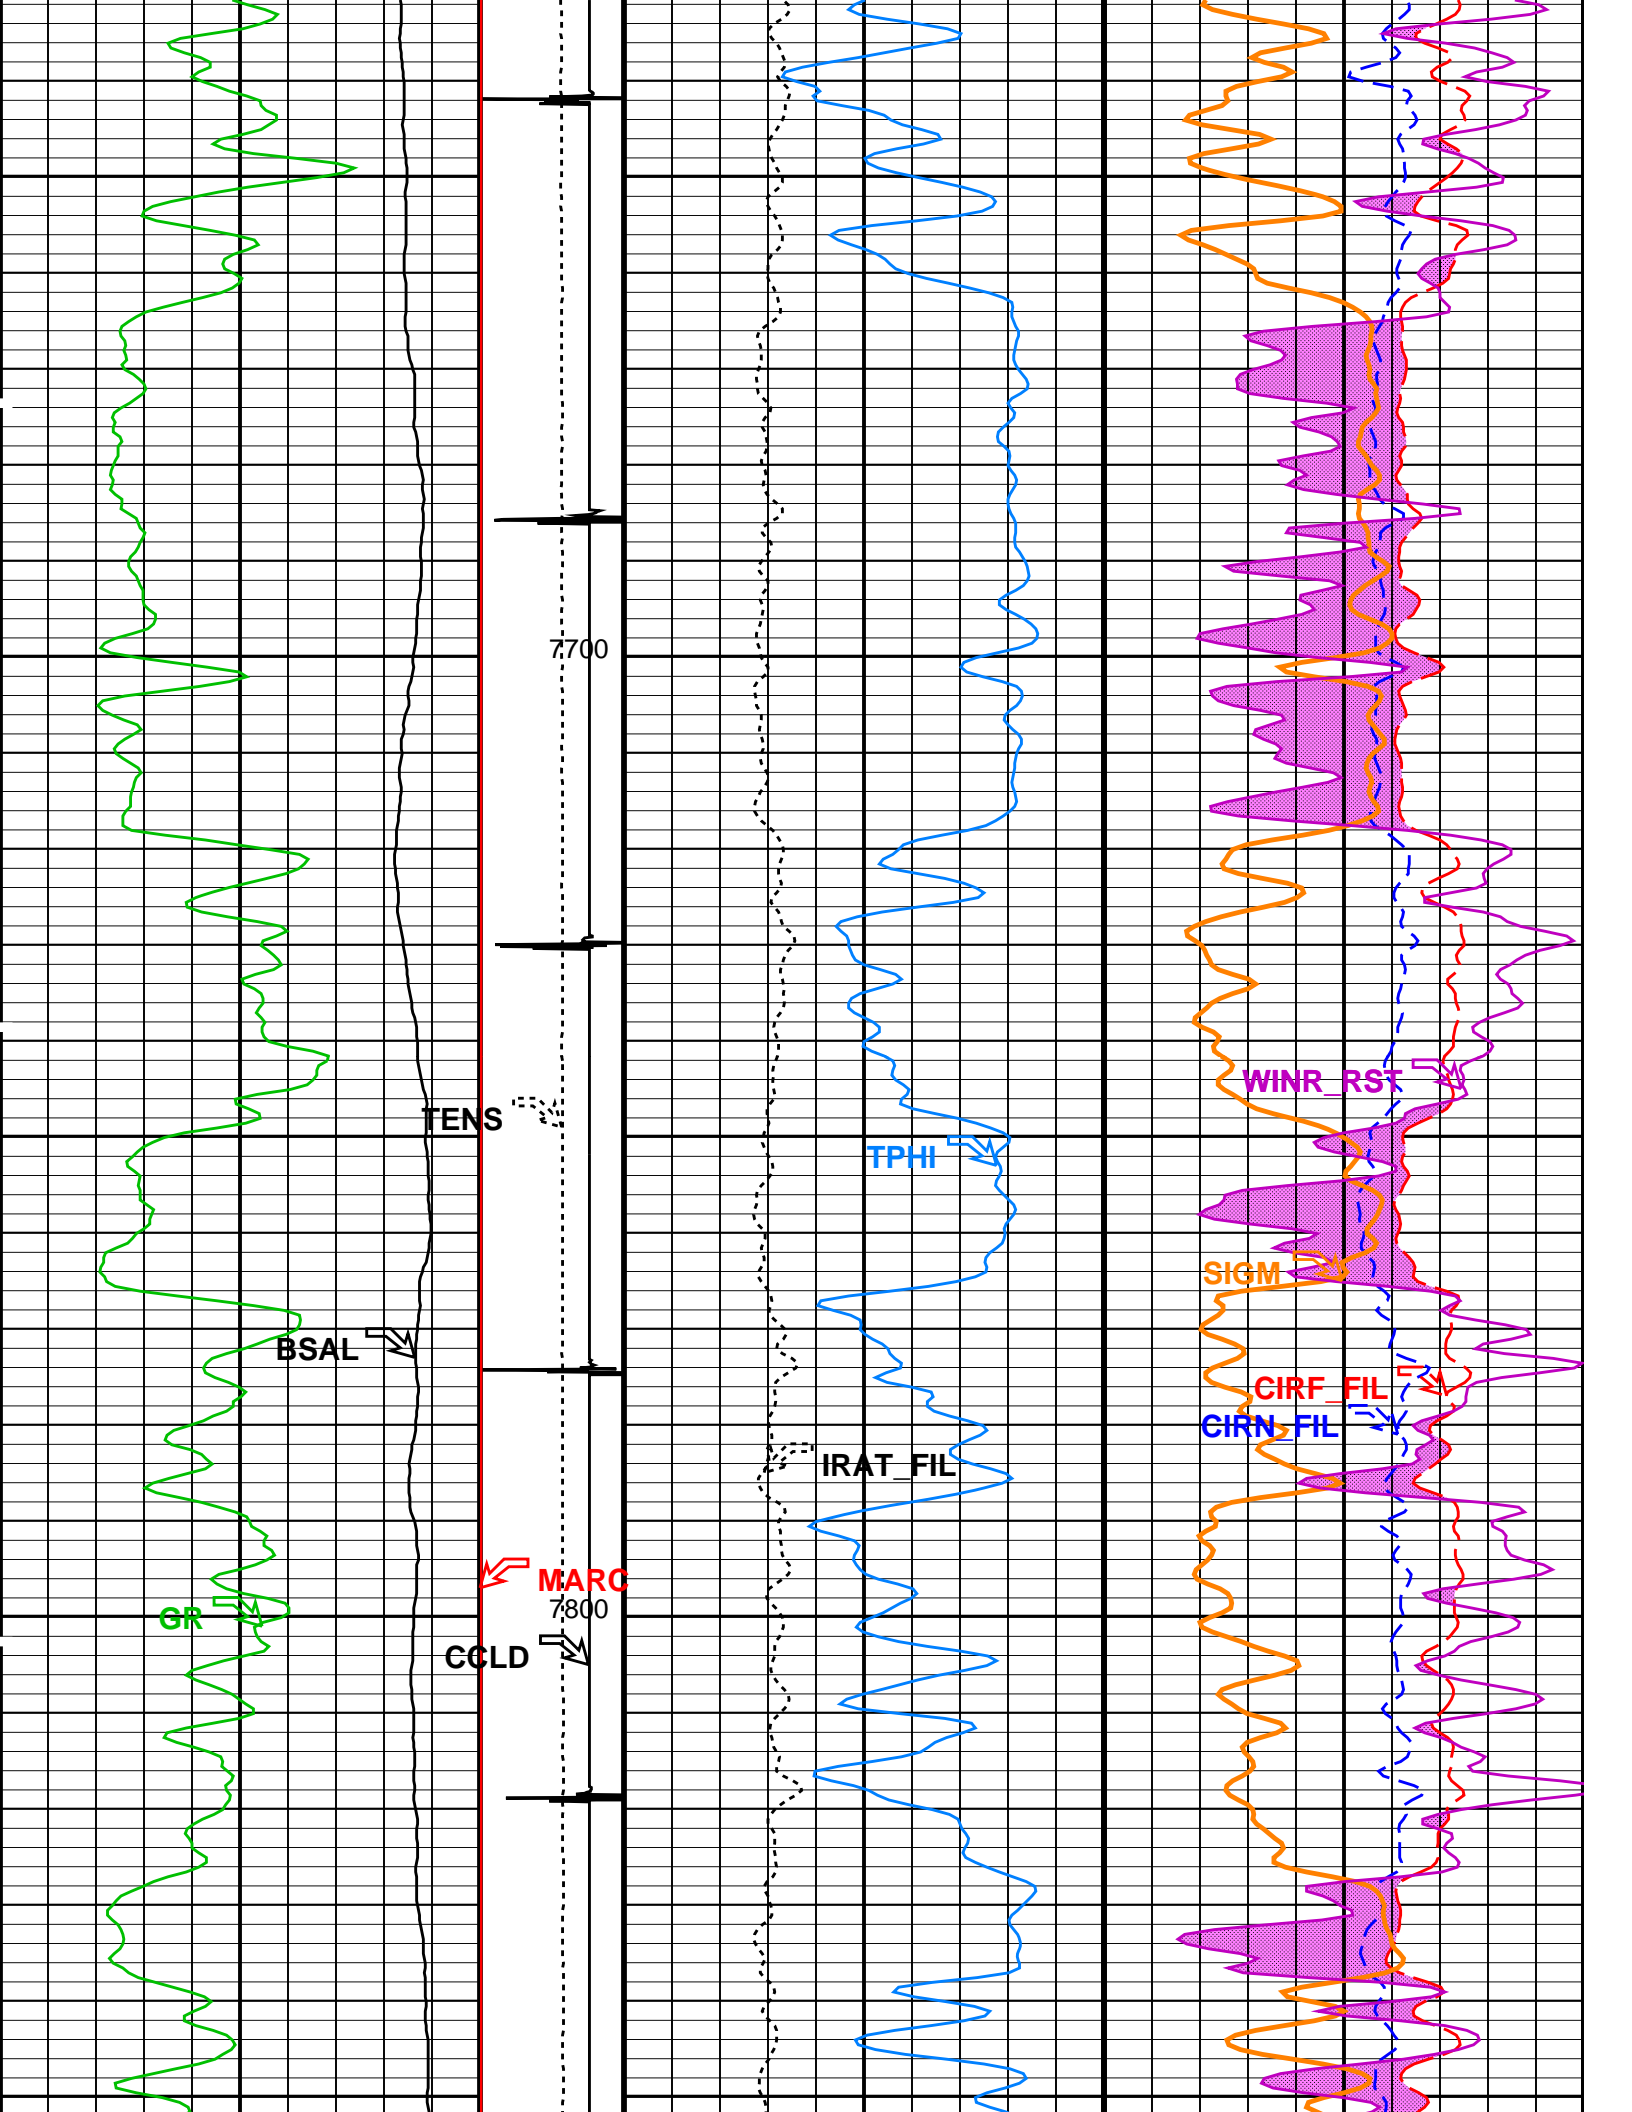 7700
WINR_RST
TENS
TPHI
SIGM
BSAL
CIRF_FIL
CIRN_FIL
IRAT_FIL
MARC
7800
GR
CCLD